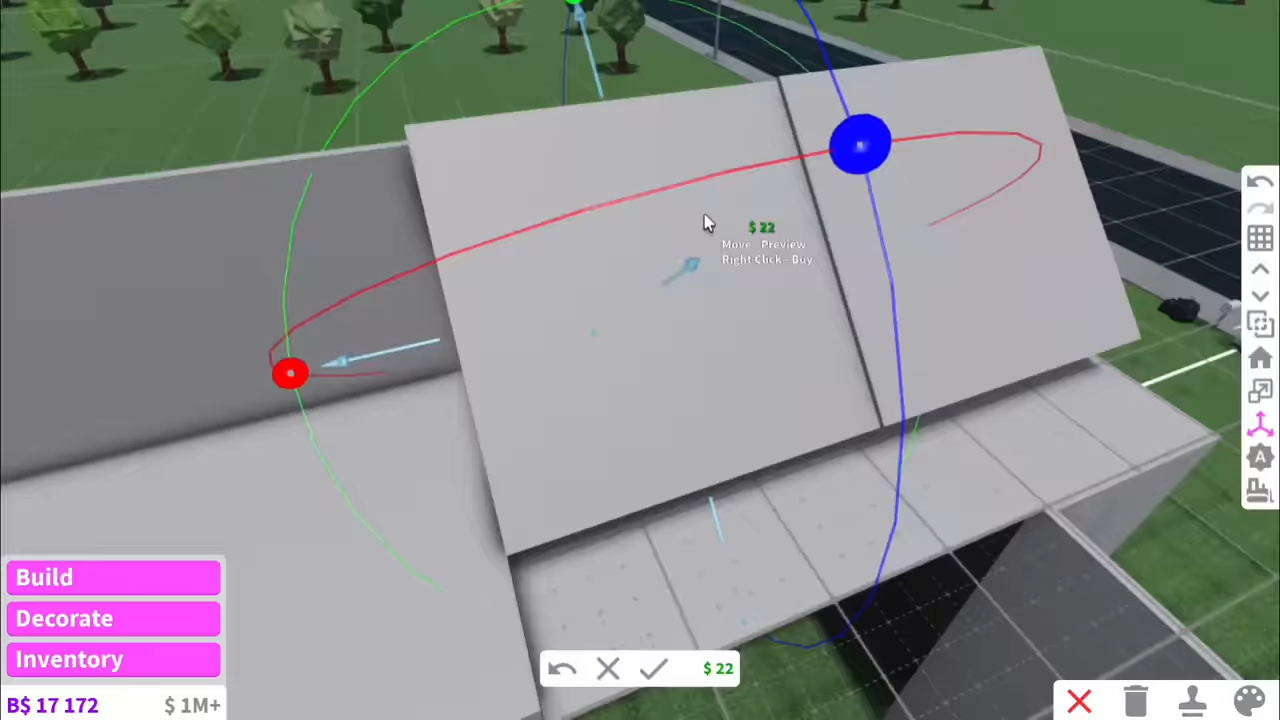 $ 22
Move - Preview
Right Click - Buy
Build
Decorate
Inventory
B$ 17 172
$ 1M+
$ 22
A